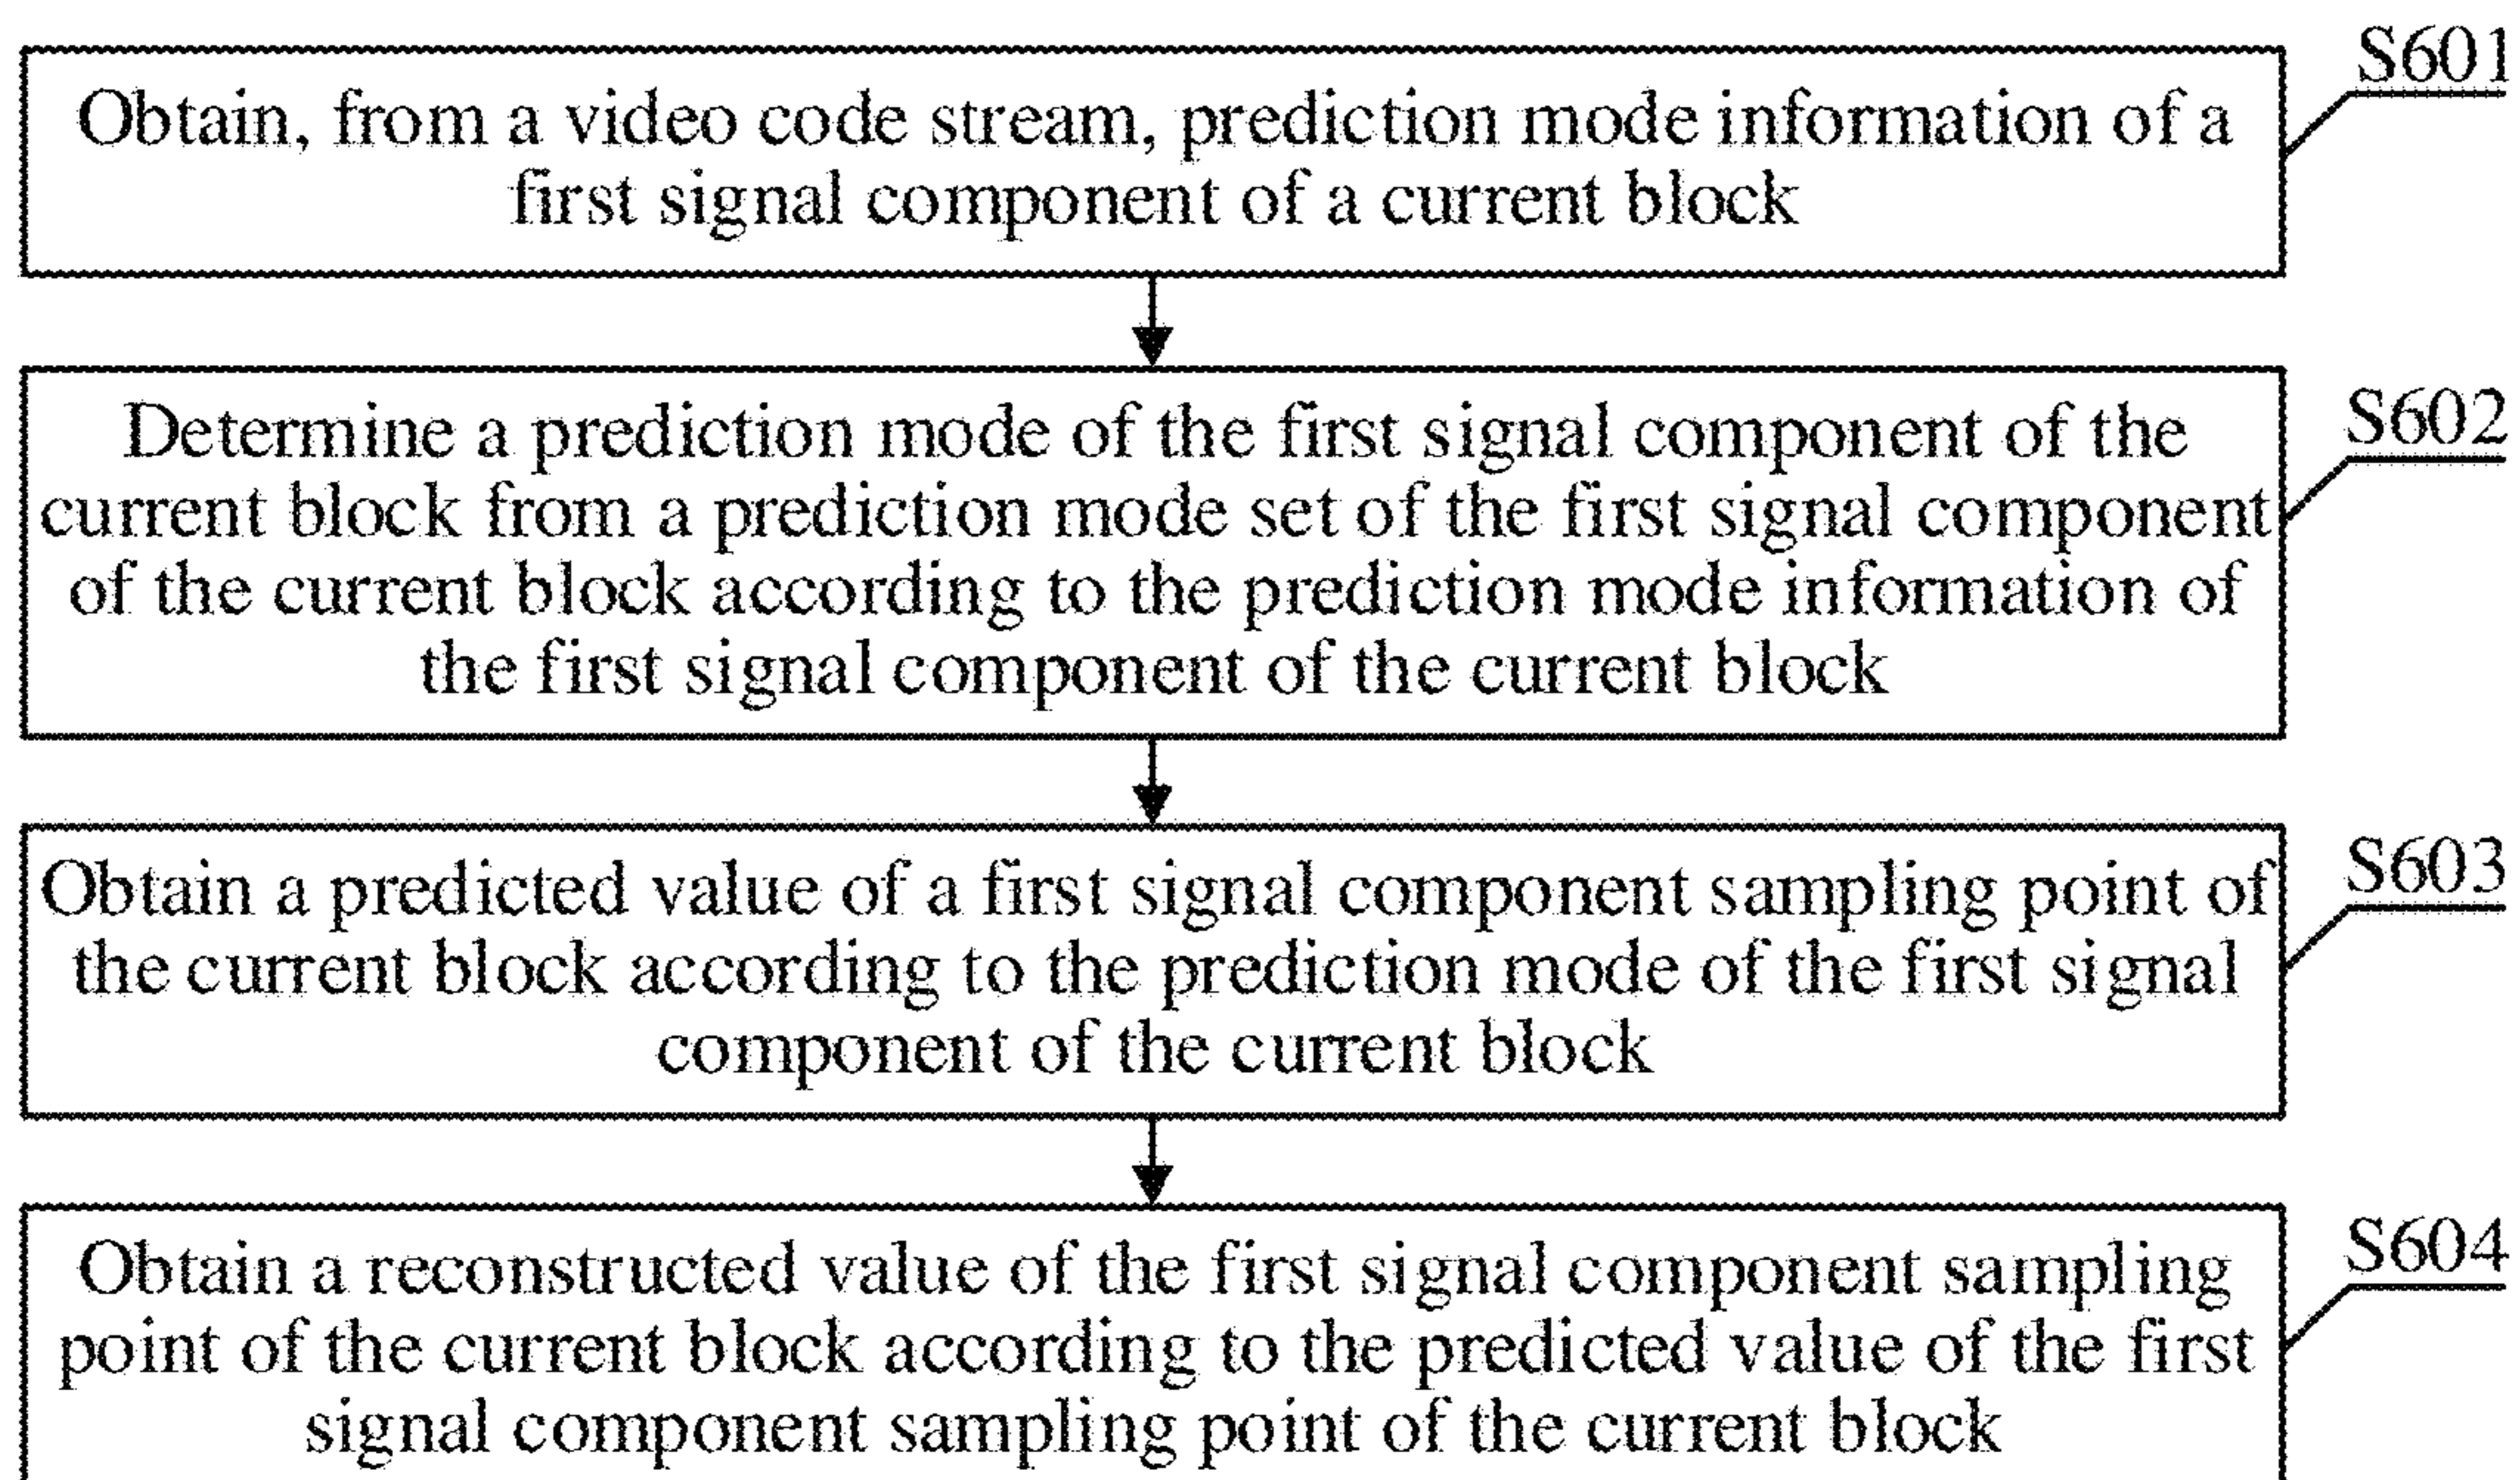 S601
Obtain, from a video code stream, prediction mode information of a
first signal component of a current block
S602
Determine a prediction mode of the first signal component of the
current block from a prediction mode set of the first signal component
of the current block according to the prediction mode information of
the first signal component of the current block
S603
Obtain a predicted value of a first signal component sampling point of
the current block according to the prediction mode of the first signal
component of the current block
S604
Obtain a reconstructed value of the first signal component sampling
point of the current block according to the predicted value of the first
signal component sampling point of the current block